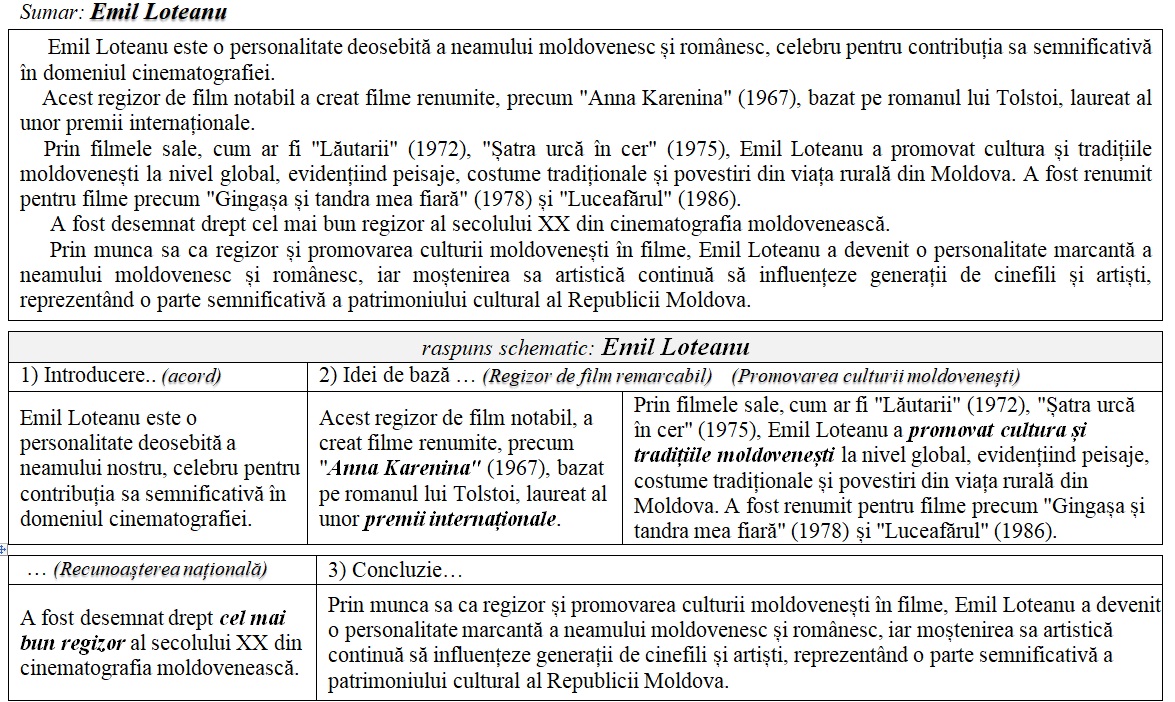 Sumar: Emil Loteanu
Emil Loteanu este o personalitate deosebită a neamului moldovenesc și românesc, celebru pentru contribuția sa semnificativă
în domeniul cinematografiei.
Acest regizor de film notabil a creat filme renumite, precum "Anna Karenina" (1967), bazat pe romanul lui Tolstoi, laureat al
unor premii internaționale.
Prin filmele sale, cum ar fi "Lăutarii" (1972), "Șatra urcă în cer" (1975), Emil Loteanu a promovat cultura și tradițiile
moldovenești la nivel global, evidențiind peisaje, costume tradiționale și povestiri din viața rurală din Moldova. A fost renumit
pentru filme precum "Gingașa și tandra mea fiară" (1978) și "Luceafărul" (1986).
A fost desemnat drept cel mai bun regizor al secolului XX din cinematografia moldovenească.
Prin munca sa ca regizor și promovarea culturii moldovenești în filme, Emil Loteanu a devenit o personalitate marcantă a
neamului moldovenesc și românesc, iar moștenirea sa artistică continuă să influențeze generații de cinefili și artiști,
reprezentând o parte semnificativă a patrimoniului cultural al Republicii Moldova.
raspuns schematic: Emil Loteanu
1) Introducere.. (acord)
2) Idei de bază … (Regizor de film remarcabil) (Promovarea culturii moldovenești)
Emil Loteanu este o
personalitate deosebită a
neamului nostru, celebru pentru
contribuția sa semnificativă în
domeniul cinematografiei.
Acest regizor de film notabil, a
creat filme renumite, precum
"Anna Karenina" (1967), bazat
pe romanul lui Tolstoi, laureat al
unor premii internaționale.
Prin filmele sale, cum ar fi "Lăutarii" (1972), "Șatra urcă
în cer" (1975), Emil Loteanu a promovat cultura și
tradițiile moldovenești la nivel global, evidențiind peisaje,
costume tradiționale și povestiri din viața rurală din
Moldova. A fost renumit pentru filme precum "Gingașa și
tandra mea fiară" (1978) și "Luceafărul" (1986).
… (Recunoașterea națională)
3) Concluzie…
A fost desemnat drept cel mai
bun regizor al secolului XX din
cinematografia moldovenească.
Prin munca sa ca regizor și promovarea culturii moldovenești în filme, Emil Loteanu a devenit
o personalitate marcantă a neamului moldovenesc și românesc, iar moștenirea sa artistică
continuă să influențeze generații de cinefili și artiști, reprezentând o parte semnificativă a
patrimoniului cultural al Republicii Moldova.